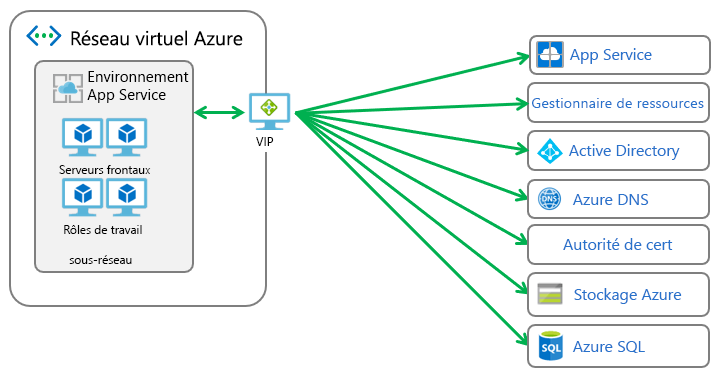 Réseau virtuel Azure
Environnement
App Service
Serveurs frontaux
Rôles de travail
sous-réseau
VIP
App Service
Gestionnaire de ressources
Active Directory
DNS
Azure DNS
Autorité de cert
Stockage Azure
SQL
Azure SQL